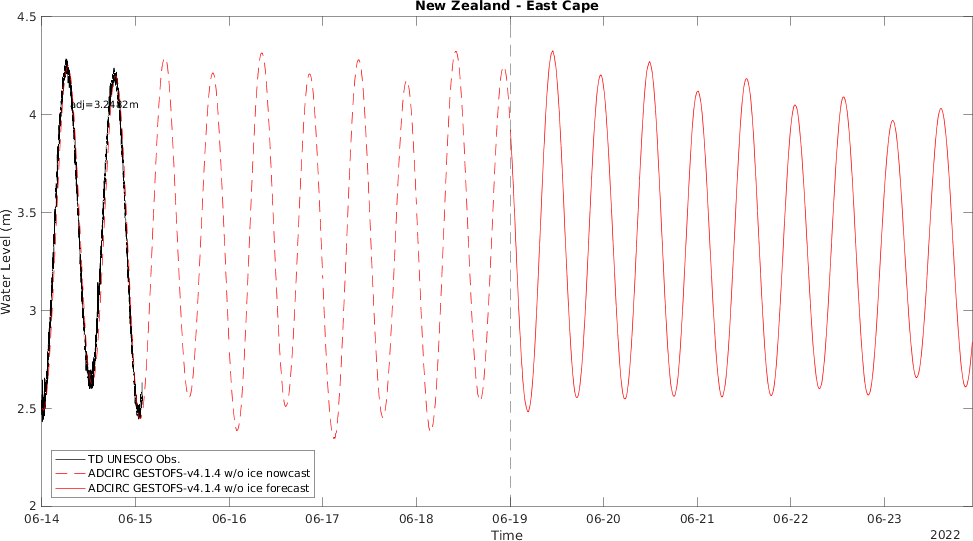 New Zealand - East Cape
4.5
4
3.5
3
2.5
2
Water Level (m)
adj=3.2482m
TD UNESCO Obs.
ADCIRC GESTOFS-v4.1.4 w/o ice nowcast
ADCIRC GESTOFS-v4.1.4 w/o ice forecast
06-14 06-15 06-16 06-17 06-18 06-19 06-20 06-21 06-22 06-23
Time
2022